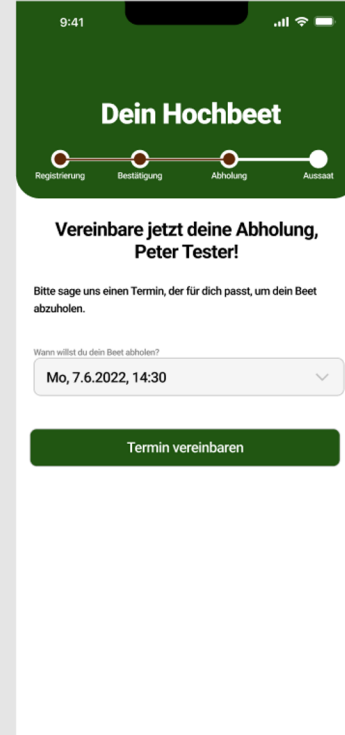 9:41
Dein Hochbeet
Registrierung Bestätigung Abholung Aussaat
Vereinbare jetzt deine Abholung,
Peter Tester!
Bitte sage uns einen Termin, der für dich passt, um dein Beet
abzuholen.
Wann willst du dein Beet abholen?
Mo, 7.6.2022, 14:30
Termin vereinbaren